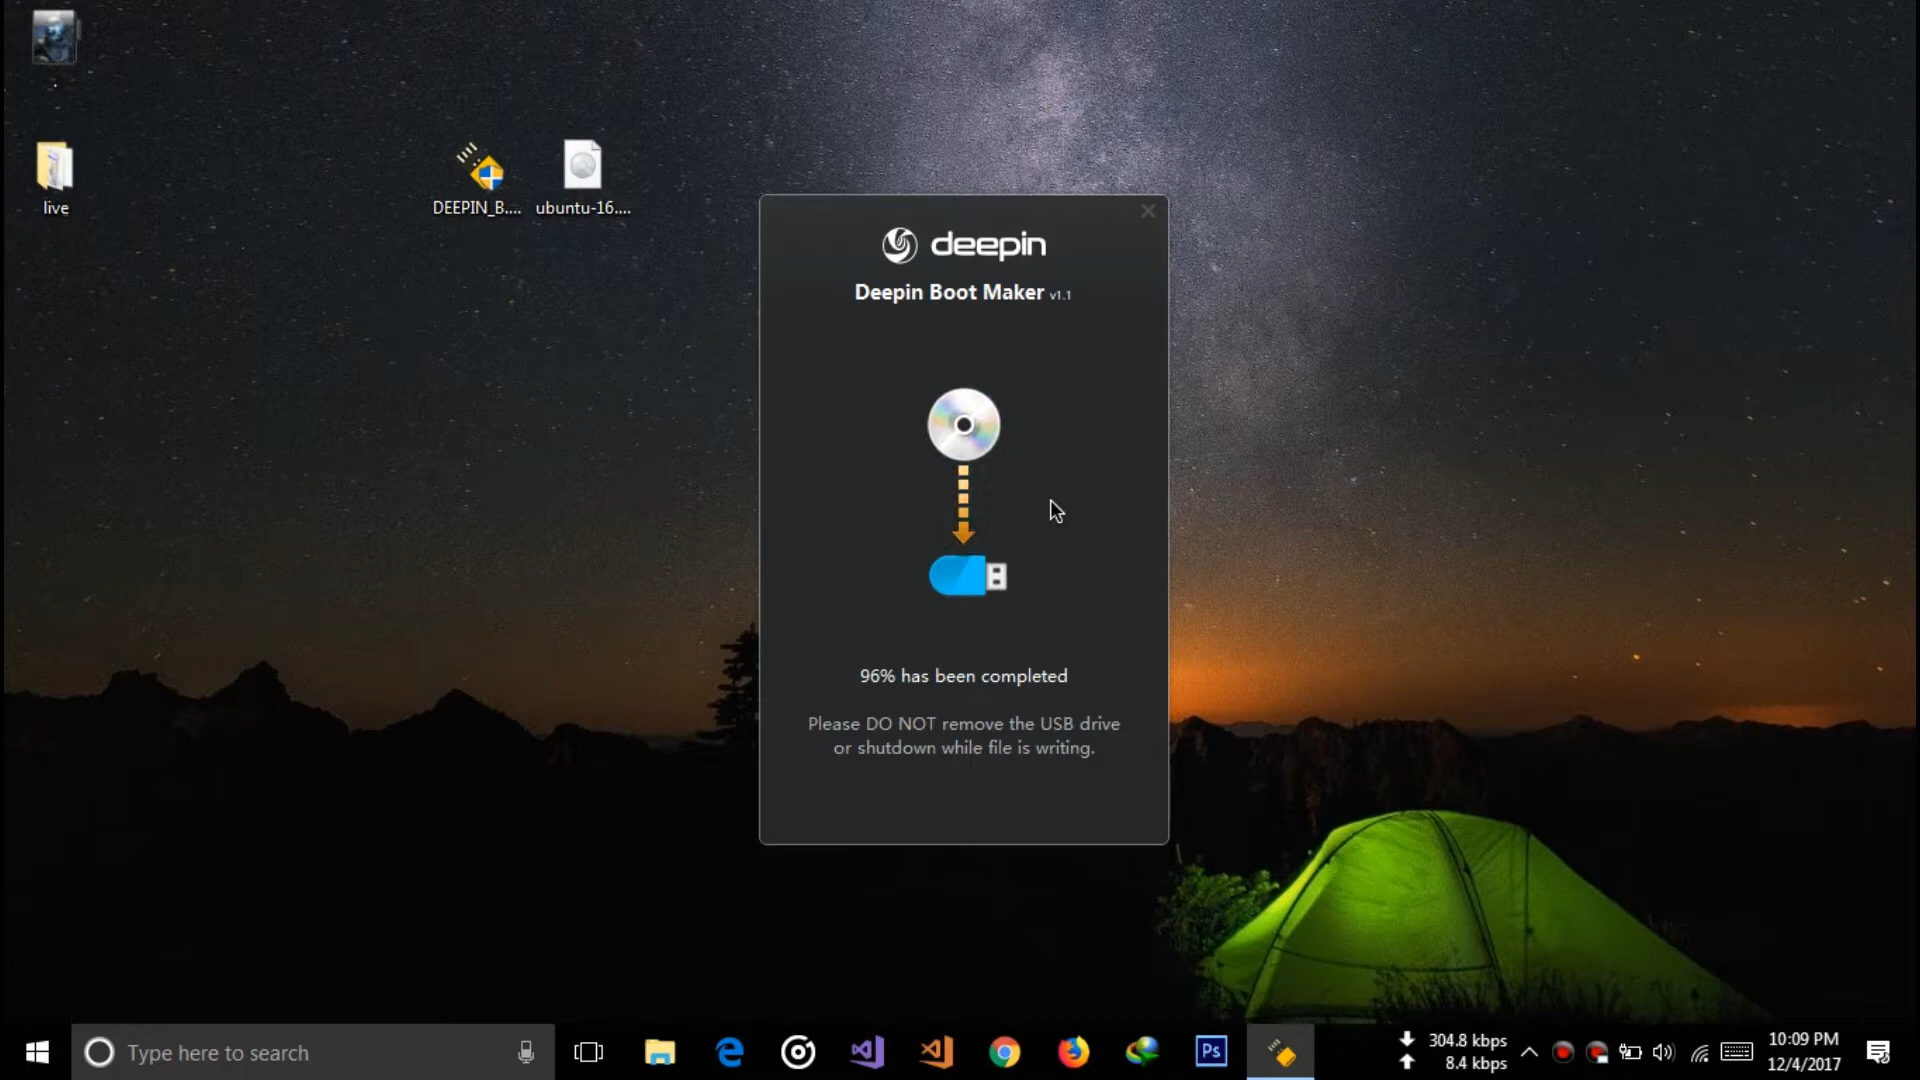 live
DEEPIN_B....
ubuntu-16....
deepin
Deepin Boot Maker v1.1
96% has been completed
Please DO NOT remove the USB drive
or shutdown while file is writing.
Type here to search
Ps
304.8 kbps
8.4 kbps
10:09 PM
12/4/2017